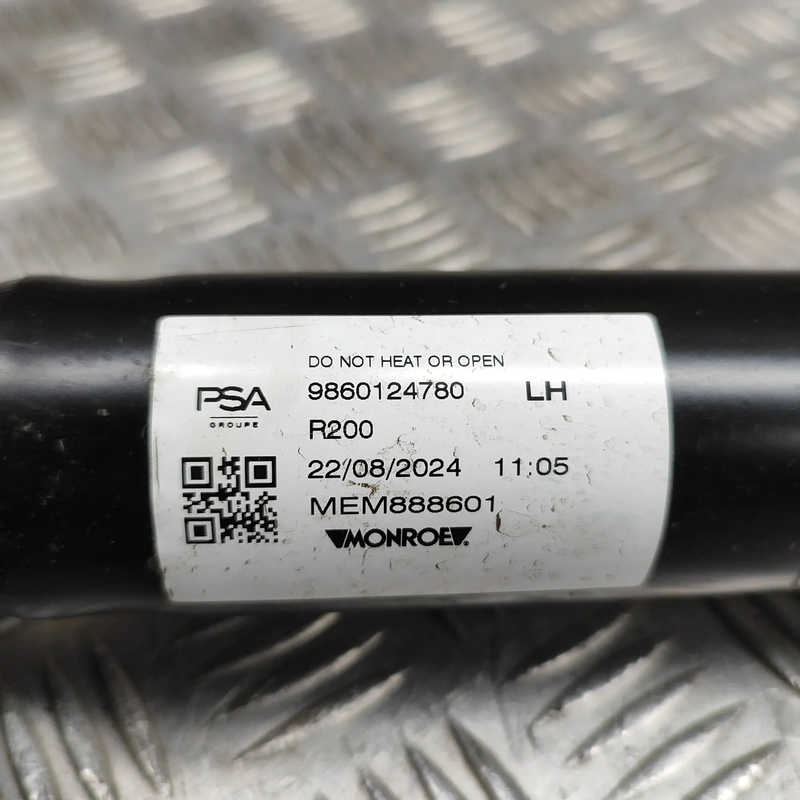 DO NOT HEAT OR OPEN
PSA 9860124780 LH
GROUPE R200
22/08/2024 11:05
MEM888601
MONROE